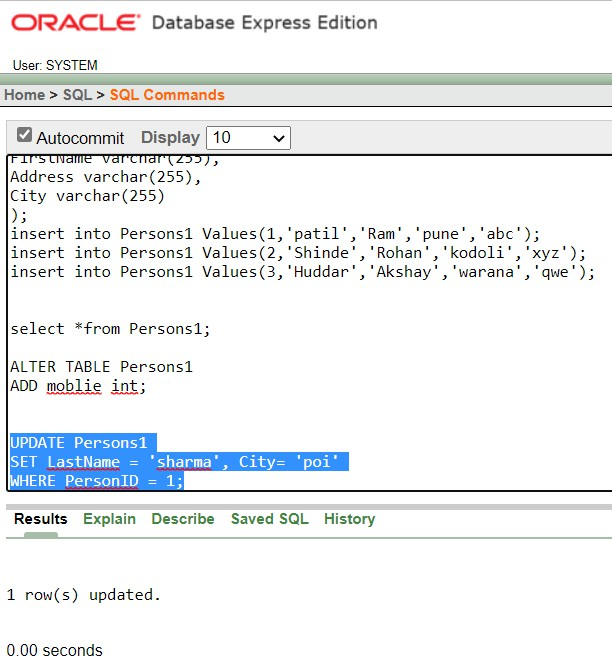 ORACLE® Database Express Edition
User: SYSTEM
Home > SQL > SQL Commands
Autocommit Display 10
FirstName varchar(255),
Address varchar(255),
City varchar(255)
);
insert into Persons1 Values(1,'patil','Ram','pune','abc');
insert into Persons1 Values(2,'Shinde','Rohan','kodoli','xyz');
insert into Persons1 Values(3,'Huddar','Akshay','warana','qwe');
select *from Persons1;
ALTER TABLE Persons1
ADD moblie int;
UPDATE Persons1
SET LastName = 'sharma', City= 'poi'
WHERE PersonID = 1;
Results Explain Describe Saved SQL History
1 row(s) updated.
0.00 seconds